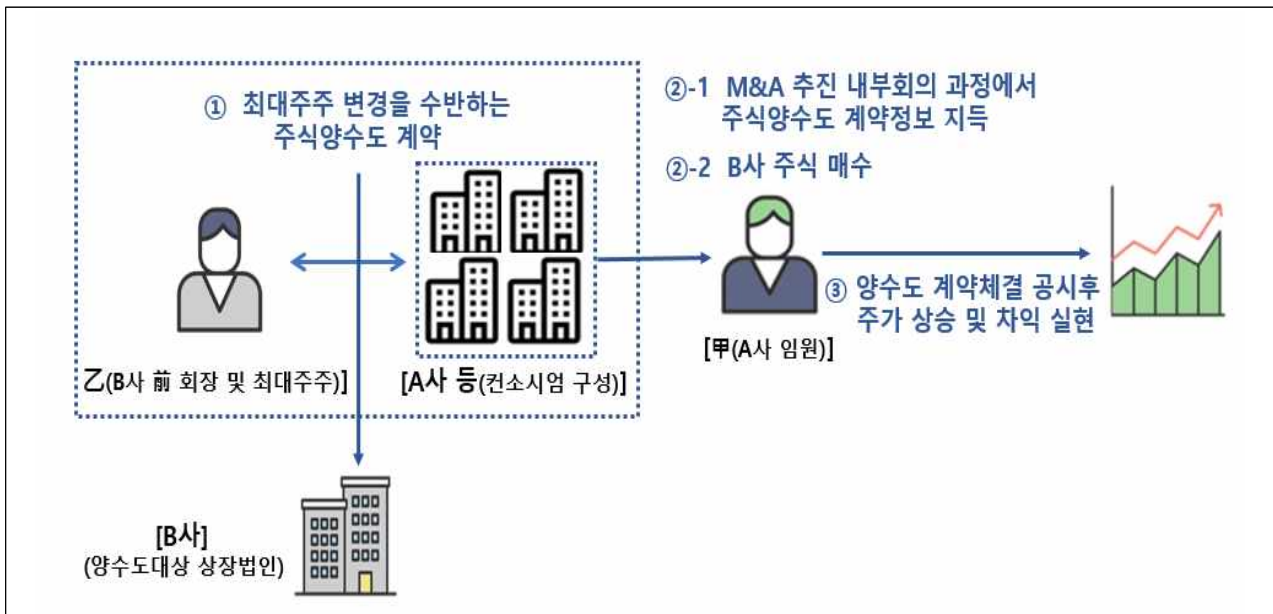 ① 최대주주 변경을 수반하는
주식양수도 계약
②-1 M&A 추진 내부회의 과정에서
주식양수도 계약정보 지득
②-2 B사 주식 매수
③ 양수도 계약체결 공시후
주가 상승 및 차익 실현
[甲(A사 임원)]
乙(B사 前 회장 및 최대주주)]
[A사 등(컨소시엄 구성)]
[B사]
(양수도대상 상장법인)